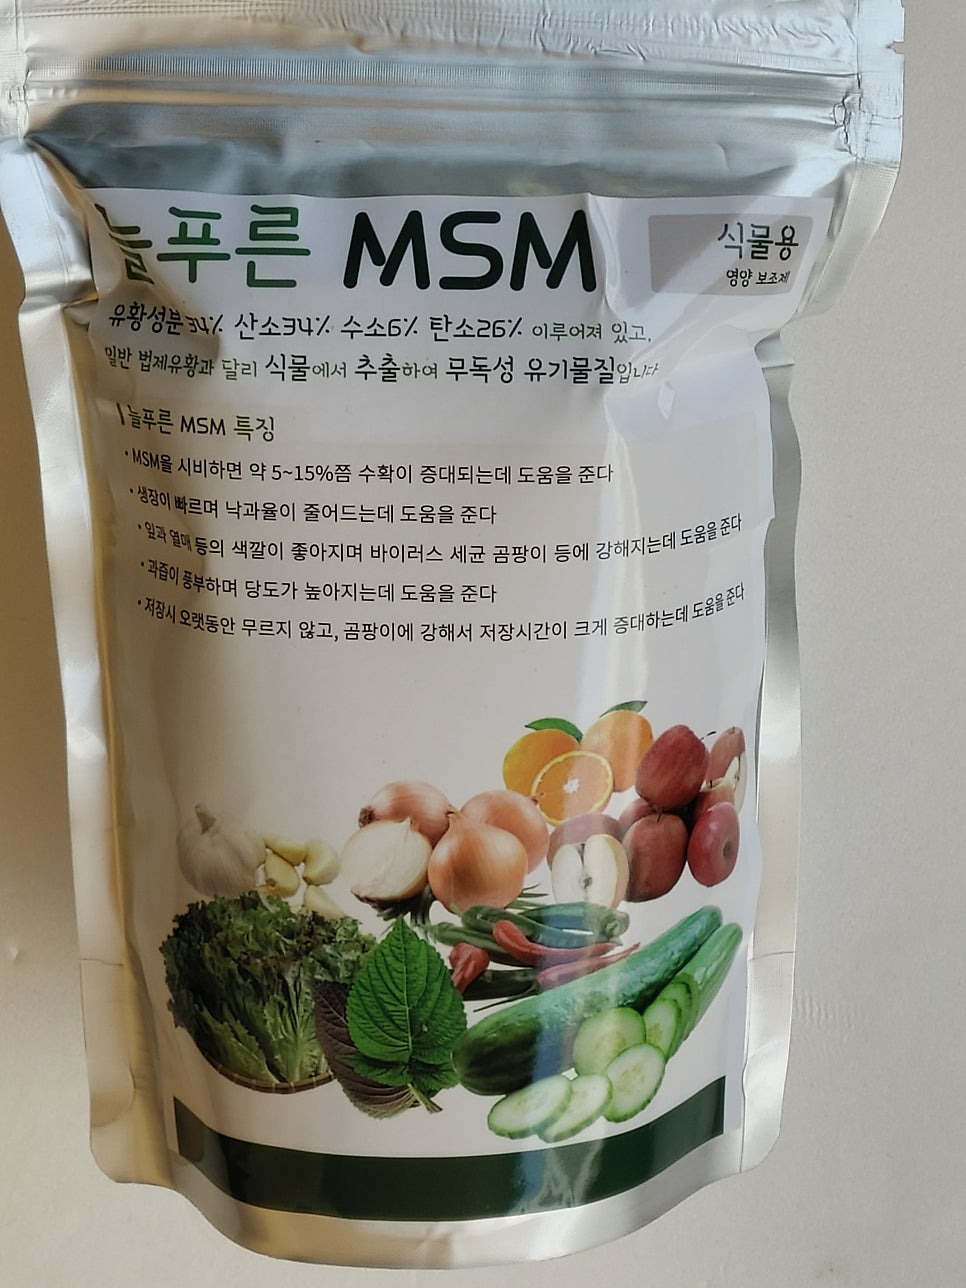 늘푸른 MSM
식물용
영양 보조제
유황성분34% 산소34% 수소6% 탄소26% 이루어져 있고,
일반 법제유황과 달리 식물에서 추출하여 무독성 유기물질입니다
늘푸른 MSM 특징
· MSM을 시비하면 약 5~15%쯤 수확이 증대되는데 도움을 준다
· 생장이 빠르며 낙과율이 줄어드는데 도움을 준다
· 잎과 열매 등의 색깔이 좋아지며 바이러스 세균 곰팡이 등에 강해지는데 도움을 준다
· 과즙이 풍부하며 당도가 높아지는데 도움을 준다
· 저장시 오랫동안 무르지 않고, 곰팡이에 강해서 저장시간이 크게 증대하는데 도움을 준다